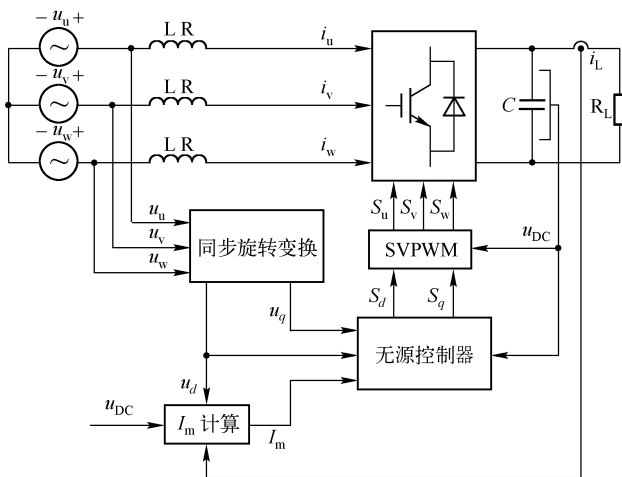 − u_u +
L R
i_u
i_L
− u_v +
L R
i_v
C
R_L
− u_w +
L R
i_w
S_u S_v S_w
u_u
u_v
u_w
同步旋转变换
SVPWM
u_DC
S_d S_q
u_q
无源控制器
u_d
u_DC
I_m 计算
I_m